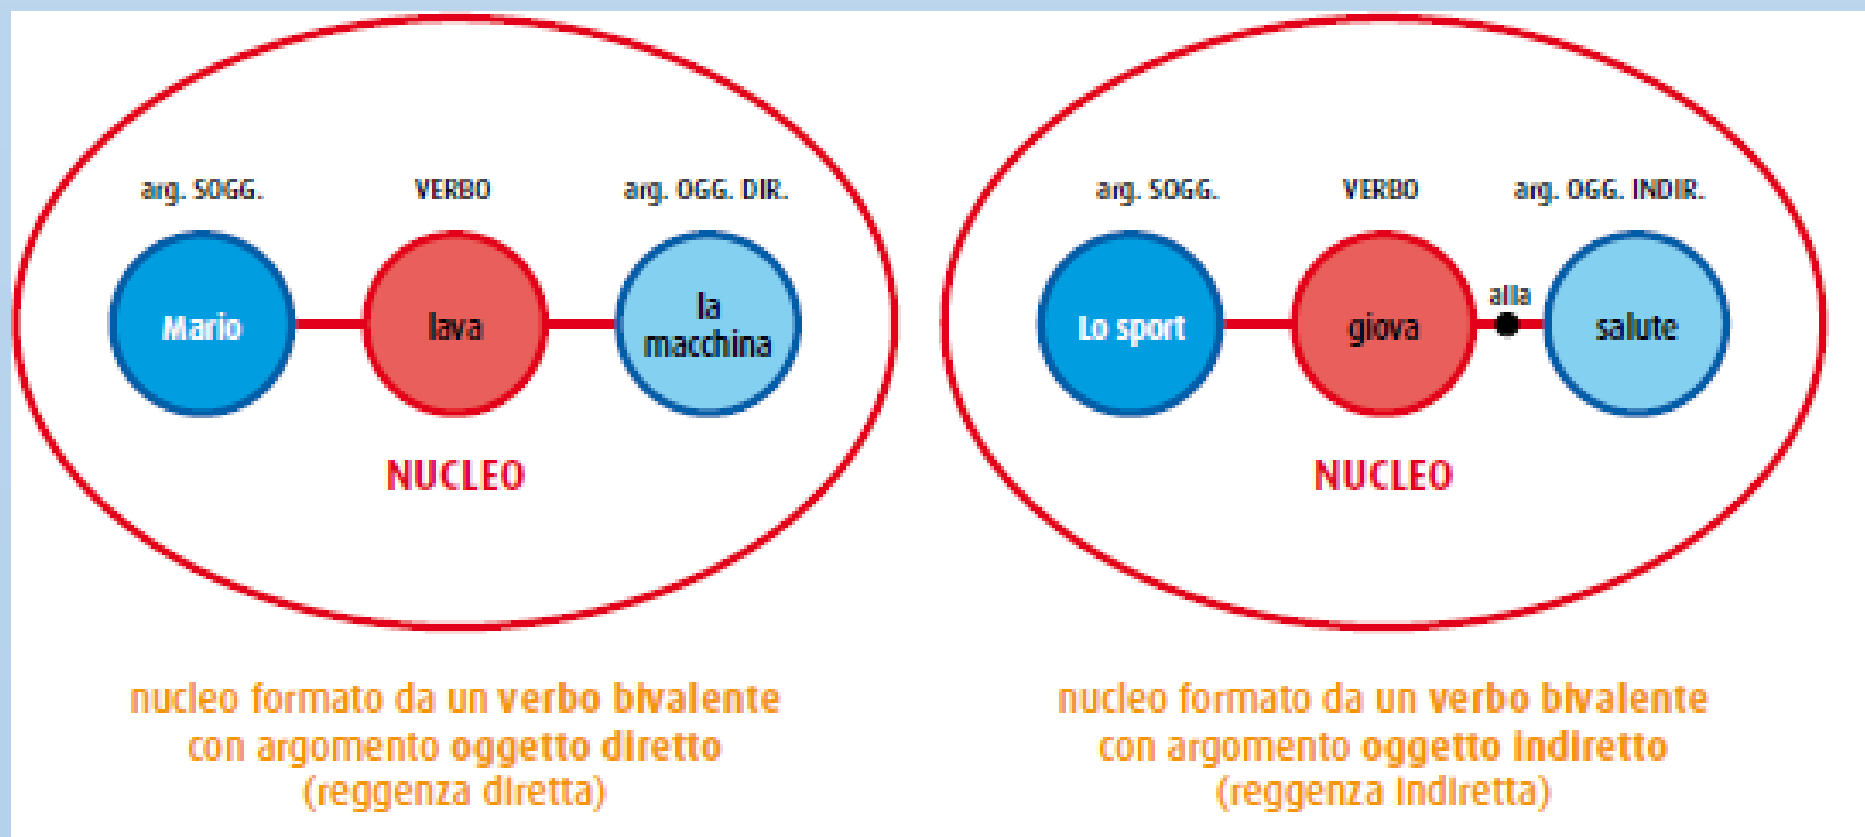 arg. SOGG. VERBO arg. OGG. DIR.
Mario lava la
macchina
NUCLEO
nucleo formato da un verbo bivalente
con argomento oggetto diretto
(reggenza diretta)
arg. SOGG. VERBO arg. OGG. INDIR.
Lo sport giova alla salute
NUCLEO
nucleo formato da un verbo bivalente
con argomento oggetto indiretto
(reggenza indiretta)